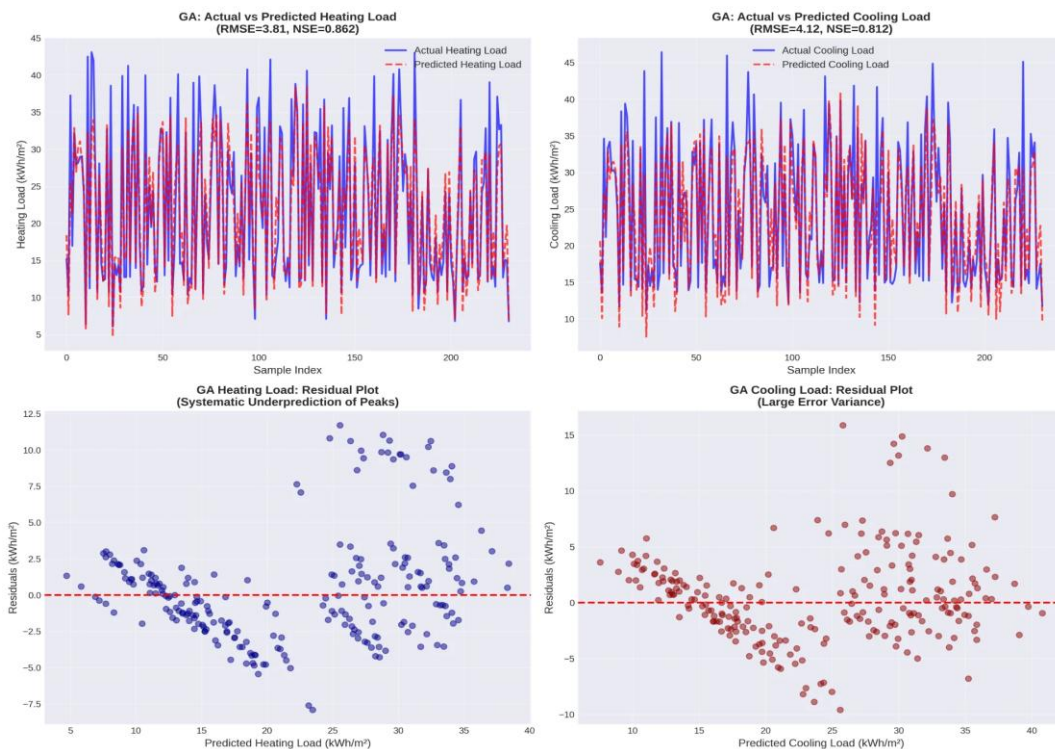 GA: Actual vs Predicted Heating Load
(RMSE=3.81, NSE=0.862)
Actual Heating Load
Predicted Heating Load
45
40
35
30
25
20
15
10
5
Heating Load (kWh/m²)
0
50
100
150
200
Sample Index
GA: Actual vs Predicted Cooling Load
(RMSE=4.12, NSE=0.812)
Actual Cooling Load
Predicted Cooling Load
45
40
35
30
25
20
15
10
Cooling Load (kWh/m²)
0
50
100
150
200
Sample Index
GA Heating Load: Residual Plot
(Systematic Underprediction of Peaks)
12.5
10.0
7.5
5.0
2.5
0.0
−2.5
−5.0
−7.5
Residuals (kWh/m²)
5
10
15
20
25
30
35
40
Predicted Heating Load (kWh/m²)
GA Cooling Load: Residual Plot
(Large Error Variance)
15
10
5
0
−5
−10
Residuals (kWh/m²)
10
15
20
25
30
35
40
Predicted Cooling Load (kWh/m²)